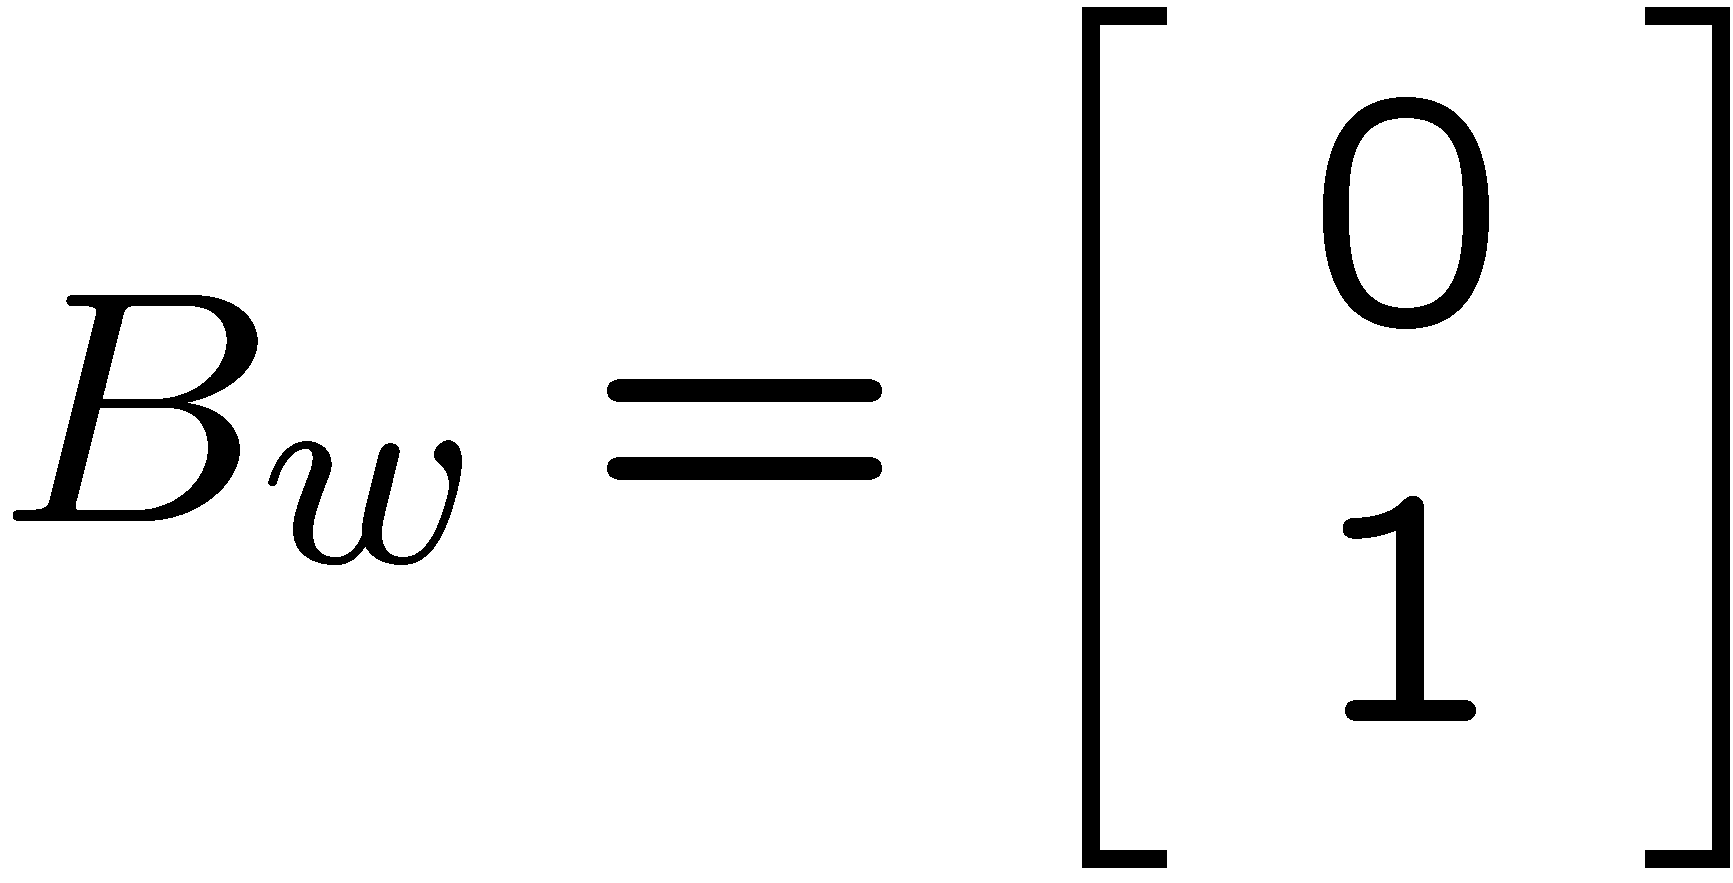 B_w = [
0
1
]